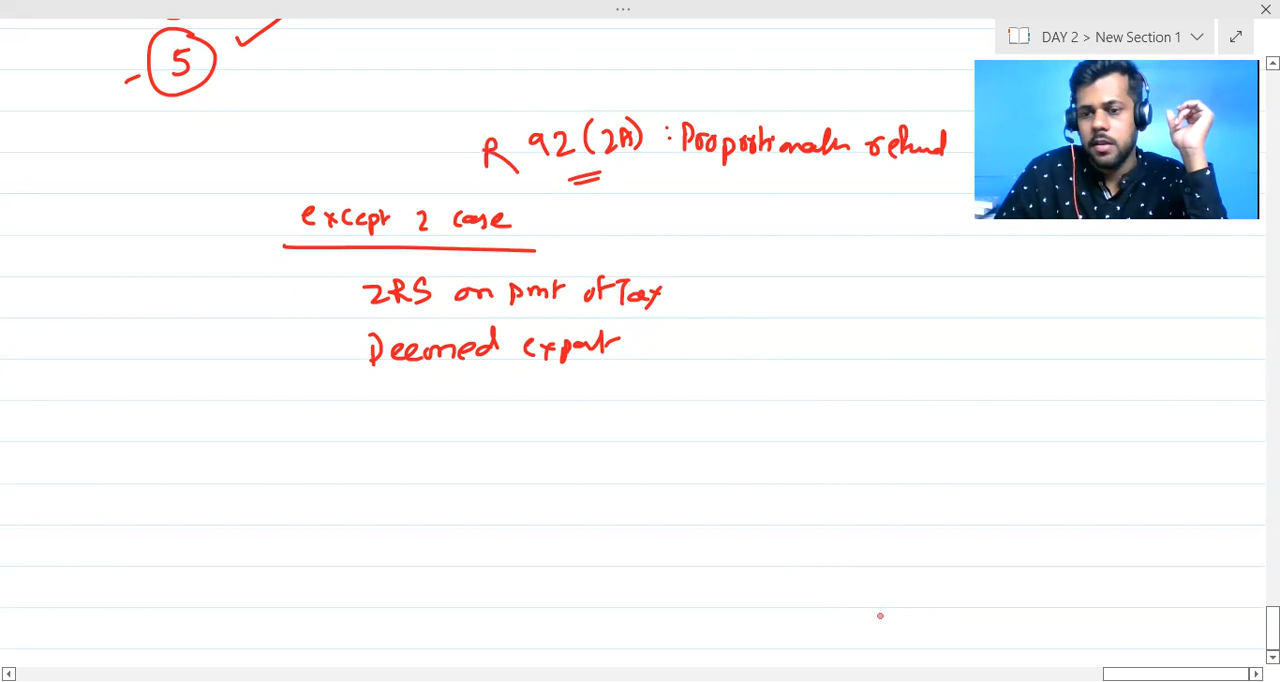 DAY 2 > New Section 1
5
R 92 (2A) : Proportionate refund
except 2 case
ZRS on pmt of Tax
Deemed export